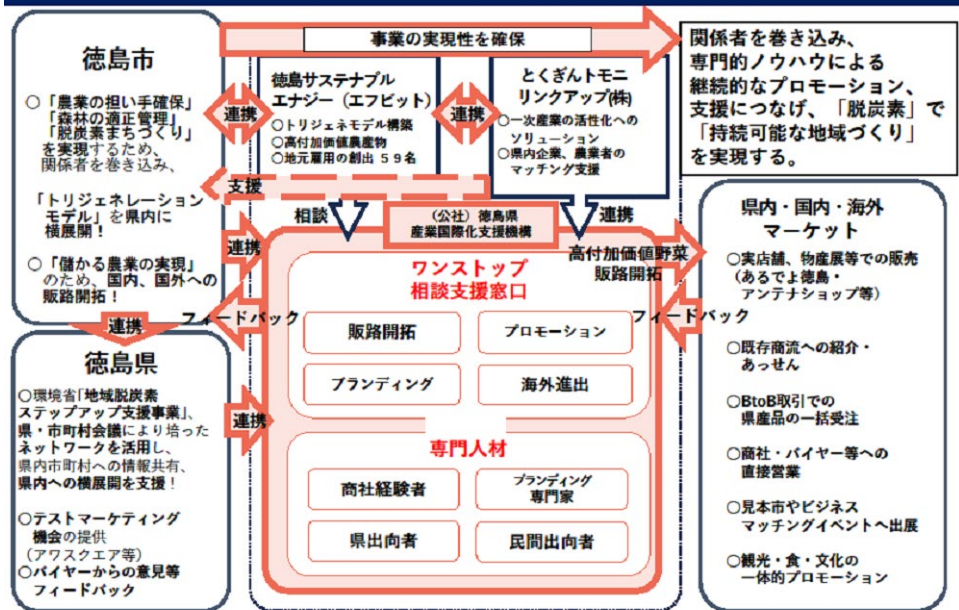 事業の実現性を確保
徳島市
○「農業の担い手確保」
「森林の適正管理」
「脱炭素まちづくり」
を実現するため、
関係者を巻き込み、
「トリジェネレーション
モデル」を県内に
横展開！
○「儲かる農業の実現」
のため、国内、国外への
販路開拓！
連携
徳島サステナブル
エナジー（エフビット）
○トリジェネモデル構築
○高付加価値農産物
○地元雇用の創出 59名
連携
とくぎんトモニ
リンクアップ(株)
○一次産業の活性化への
ソリューション
○県内企業、農業者の
マッチング支援
関係者を巻き込み、
専門的ノウハウによる
継続的なプロモーション、
支援につなげ、「脱炭素」で
「持続可能な地域づくり」
を実現する。
支援
相談
連携
（公社）徳島県
産業国際化支援機構
連携
フィードバック
ワンストップ
相談支援窓口
販路開拓
プロモーション
ブランディング
海外進出
専門人材
商社経験者
ブランディング
専門家
県出向者
民間出向者
高付加価値野菜
販路開拓
フィードバック
連携
徳島県
○環境省「地域脱炭素
ステップアップ支援事業」、
県・市町村会議により培った
ネットワークを活用し、
県内市町村への情報共有、
県内への横展開を支援！
○テストマーケティング
機会の提供
（アワスクエア等）
○バイヤーからの意見等
フィードバック
連携
県内・国内・海外
マーケット
○実店舗、物産展等での販売
（あるでよ徳島・
アンテナショップ等）
○既存商流への紹介・
あっせん
○BtoB取引での
県産品の一括受注
○商社・バイヤー等への
直接営業
○見本市やビジネス
マッチングイベントへ出展
○観光・食・文化の
一体的プロモーション